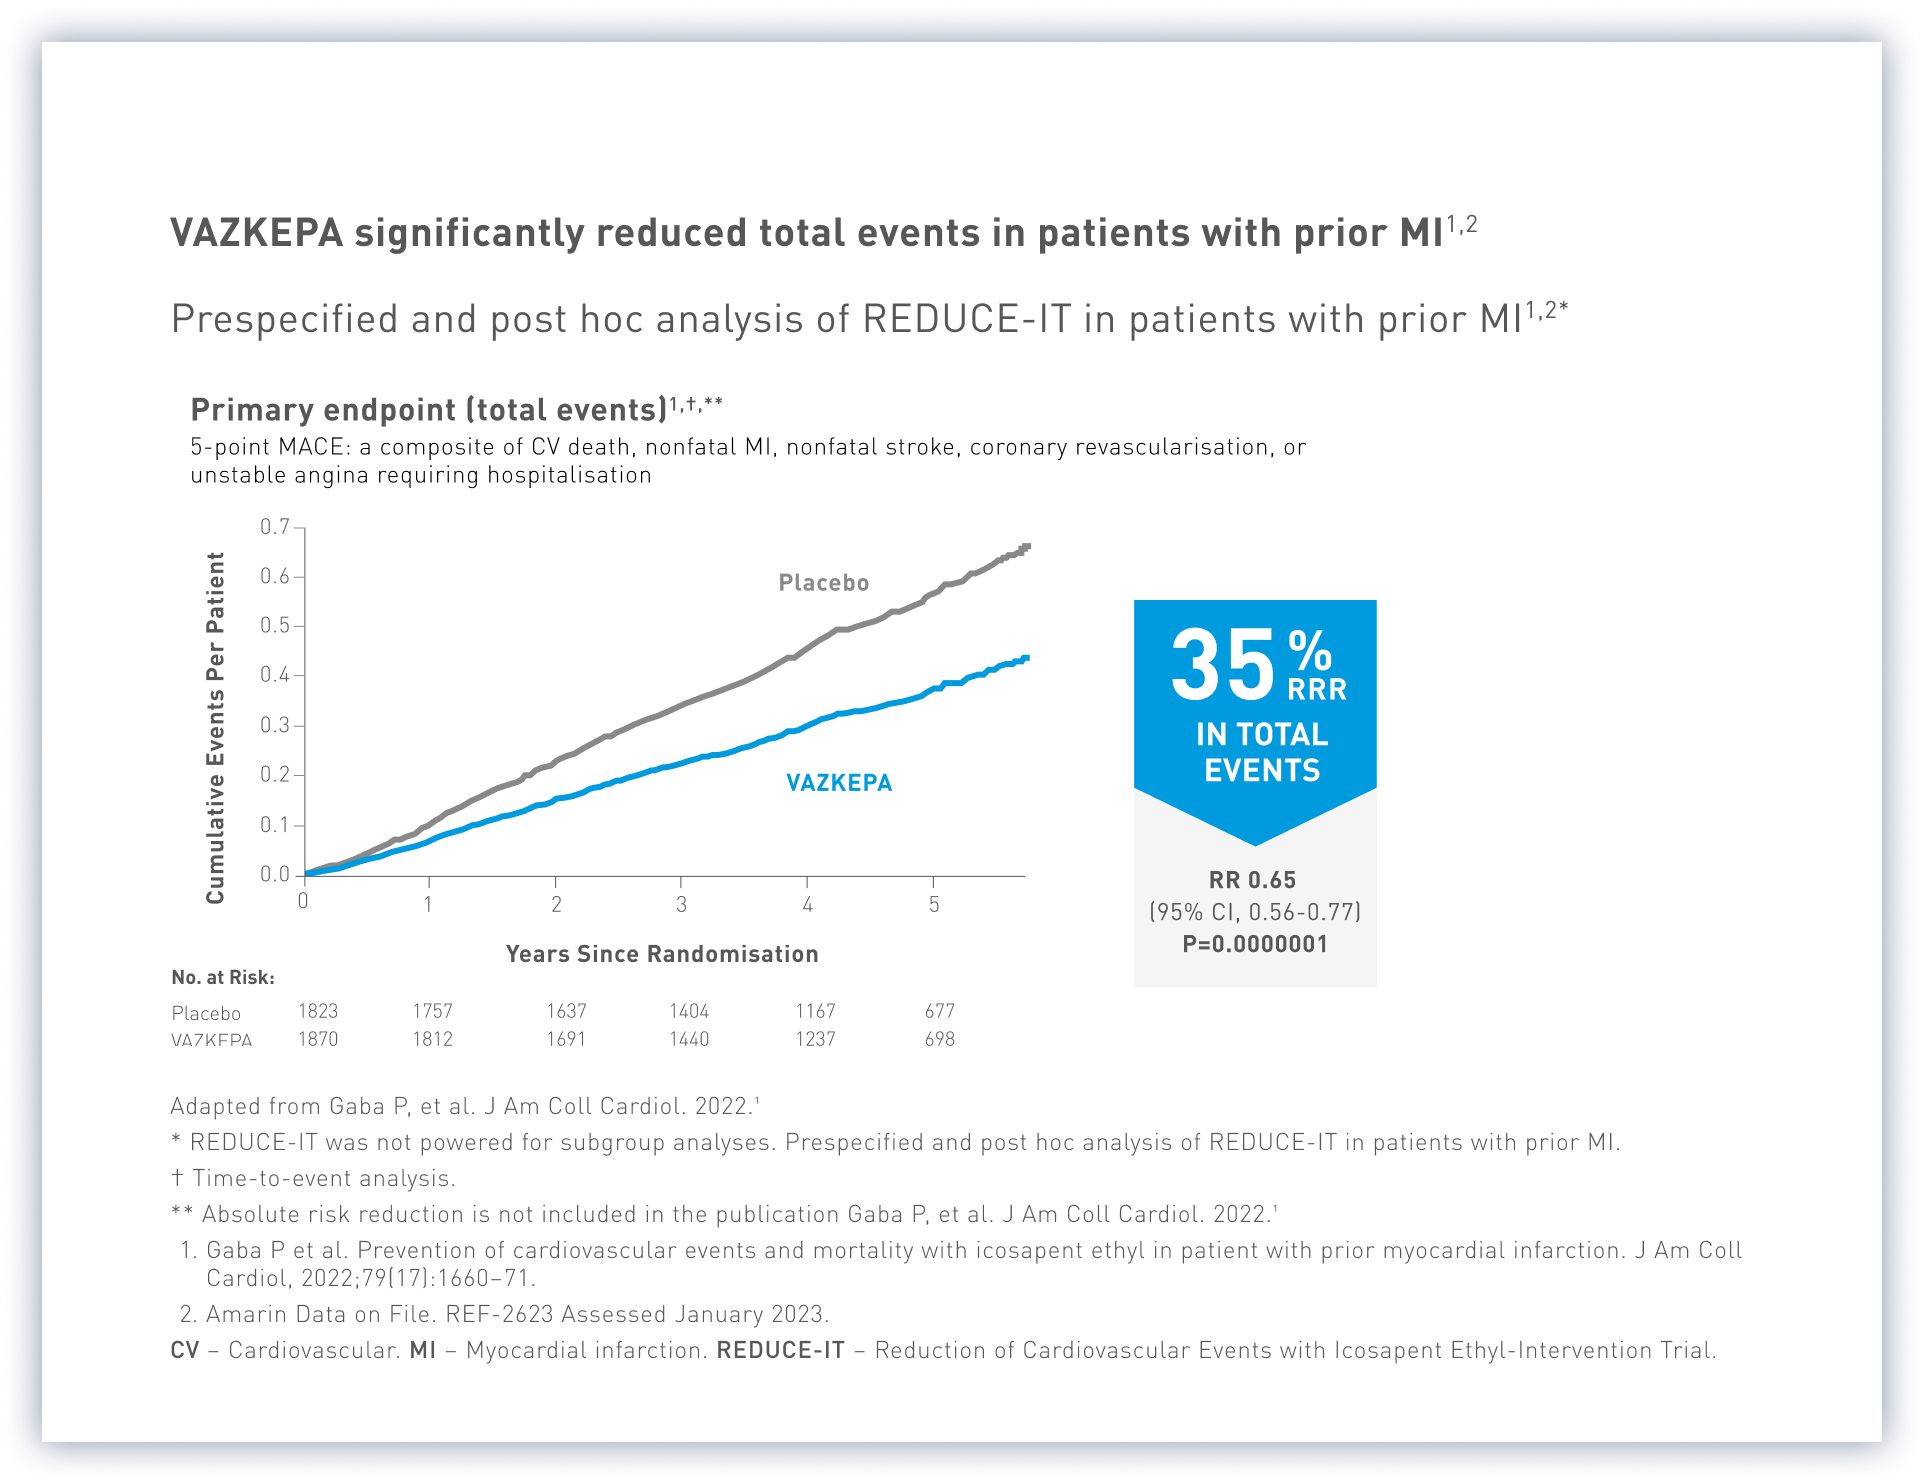 VAZKEPA significantly reduced total events in patients with prior MI1,2
Prespecified and post hoc analysis of REDUCE-IT in patients with prior MI1,2*
Primary endpoint (total events)1,†,**
5-point MACE: a composite of CV death, nonfatal MI, nonfatal stroke, coronary revascularisation, or
unstable angina requiring hospitalisation
Cumulative Events Per Patient
0.7
0.6
0.5
0.4
0.3
0.2
0.1
0.0
Placebo
VAZKEPA
0 1 2 3 4 5
Years Since Randomisation
35% RRR
IN TOTAL
EVENTS
RR 0.65
(95% CI, 0.56-0.77)
P=0.0000001
No. at Risk:
Placebo 1823 1757 1637 1404 1167 677
VAZKEPA 1870 1812 1691 1440 1237 698
Adapted from Gaba P, et al. J Am Coll Cardiol. 2022.1
* REDUCE-IT was not powered for subgroup analyses. Prespecified and post hoc analysis of REDUCE-IT in patients with prior MI.
† Time-to-event analysis.
** Absolute risk reduction is not included in the publication Gaba P, et al. J Am Coll Cardiol. 2022.1
1. Gaba P et al. Prevention of cardiovascular events and mortality with icosapent ethyl in patient with prior myocardial infarction. J Am Coll
Cardiol, 2022;79(17):1660–71.
2. Amarin Data on File. REF-2623 Assessed January 2023.
CV – Cardiovascular. MI – Myocardial infarction. REDUCE-IT – Reduction of Cardiovascular Events with Icosapent Ethyl-Intervention Trial.